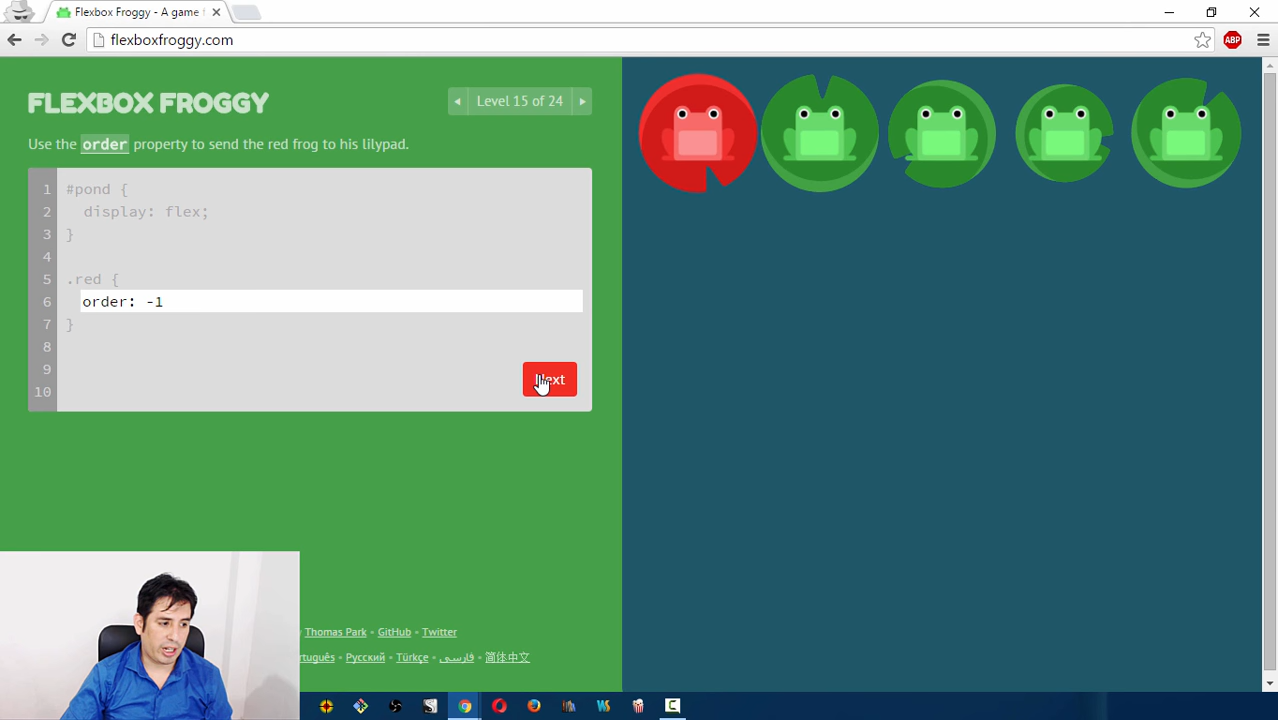 Flexbox Froggy - A game
flexboxfroggy.com
ABP
FLEXBOX FROGGY
Level 15 of 24
Use the order property to send the red frog to his lilypad.
1 #pond {
2 display: flex;
3 }
4
5 .red {
6 order: -1
7 }
8
9
10
Next
Thomas Park • GitHub • Twitter
• Русский • Türkçe • فارسی • 简体中文